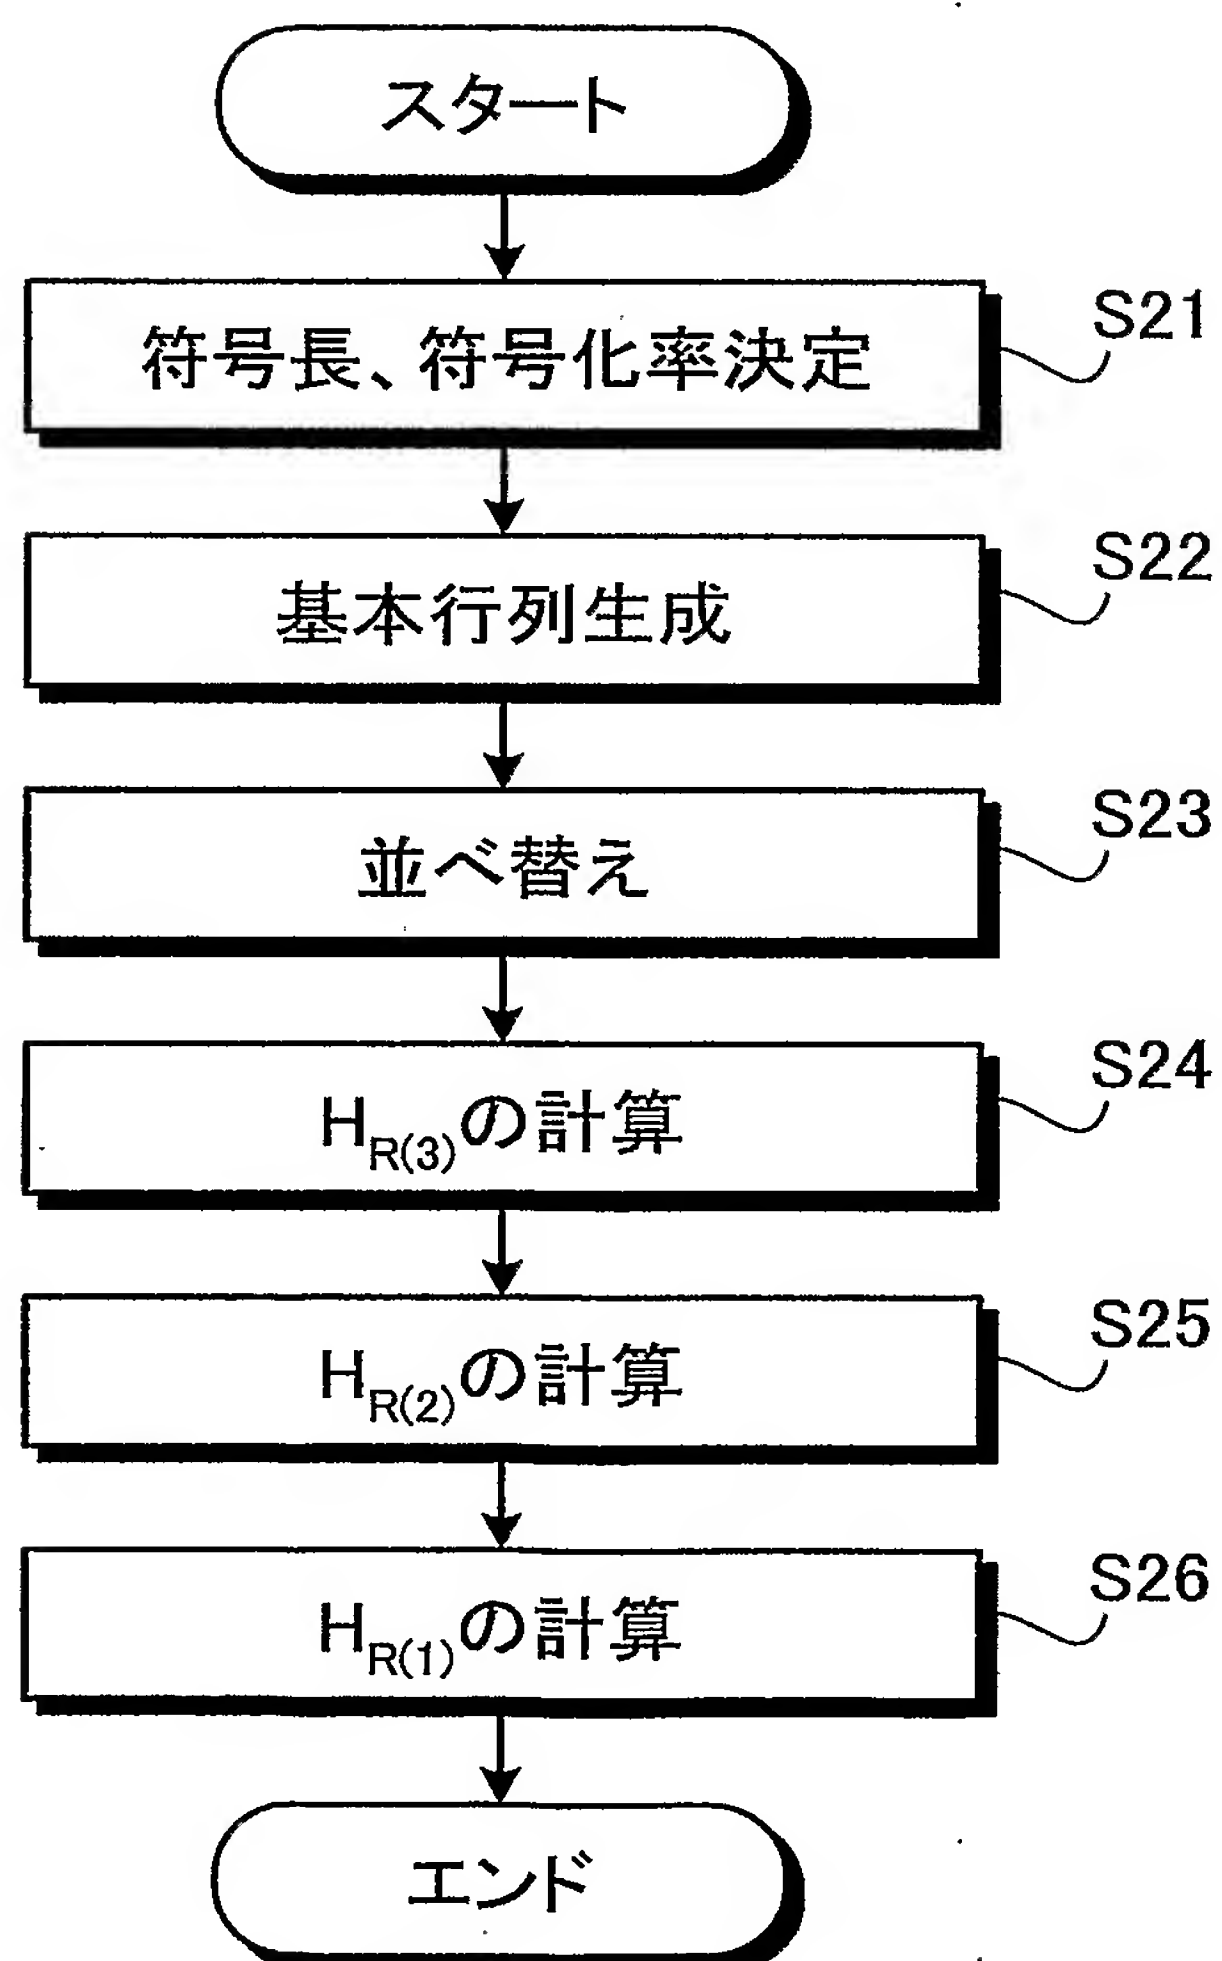 スタート
符号長、符号化率決定
S21
基本行列生成
S22
並べ替え
S23
H_R(3)の計算
S24
H_R(2)の計算
S25
H_R(1)の計算
S26
エンド